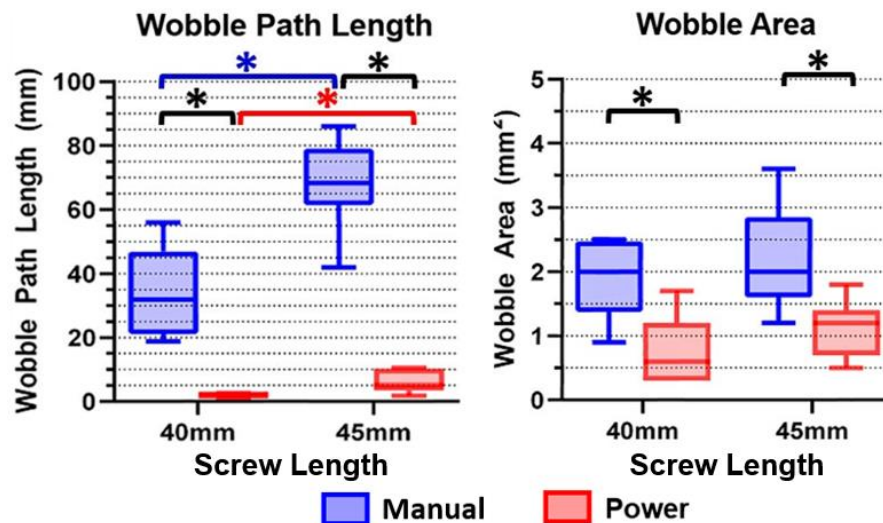 Wobble Path Length
Wobble Path Length (mm)
100
80
60
40
20
0
*
*
*
*
40mm
45mm
Screw Length
Wobble Area
Wobble Area (mm²)
5
4
3
2
1
0
*
*
40mm
45mm
Screw Length
Manual
Power